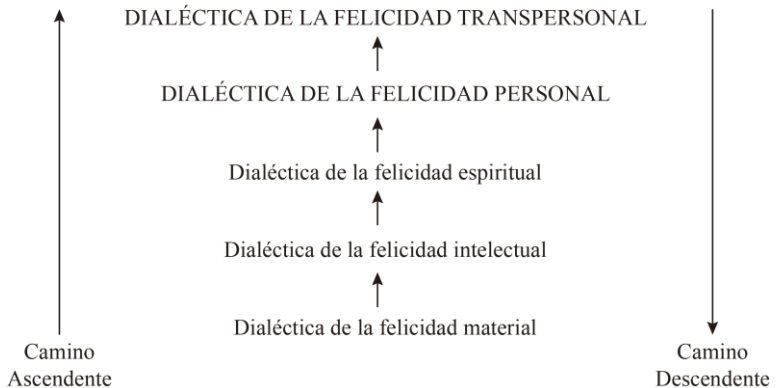 DIALÉCTICA DE LA FELICIDAD TRANSPERSONAL
DIALÉCTICA DE LA FELICIDAD PERSONAL
Dialéctica de la felicidad espiritual
Dialéctica de la felicidad intelectual
Dialéctica de la felicidad material
Camino
Ascendente
Camino
Descendente